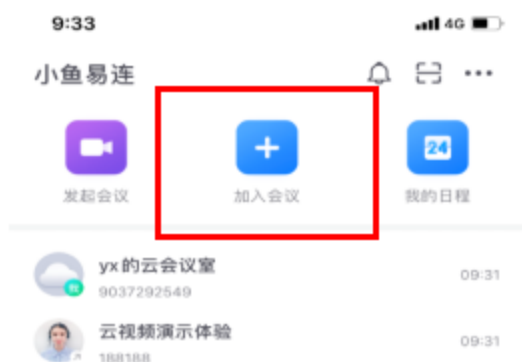 9:33 4G
小鱼易连
24
发起会议 加入会议 我的日程
yx的云会议室 09:31
我
9037292549
云视频演示体验 09:31
188188